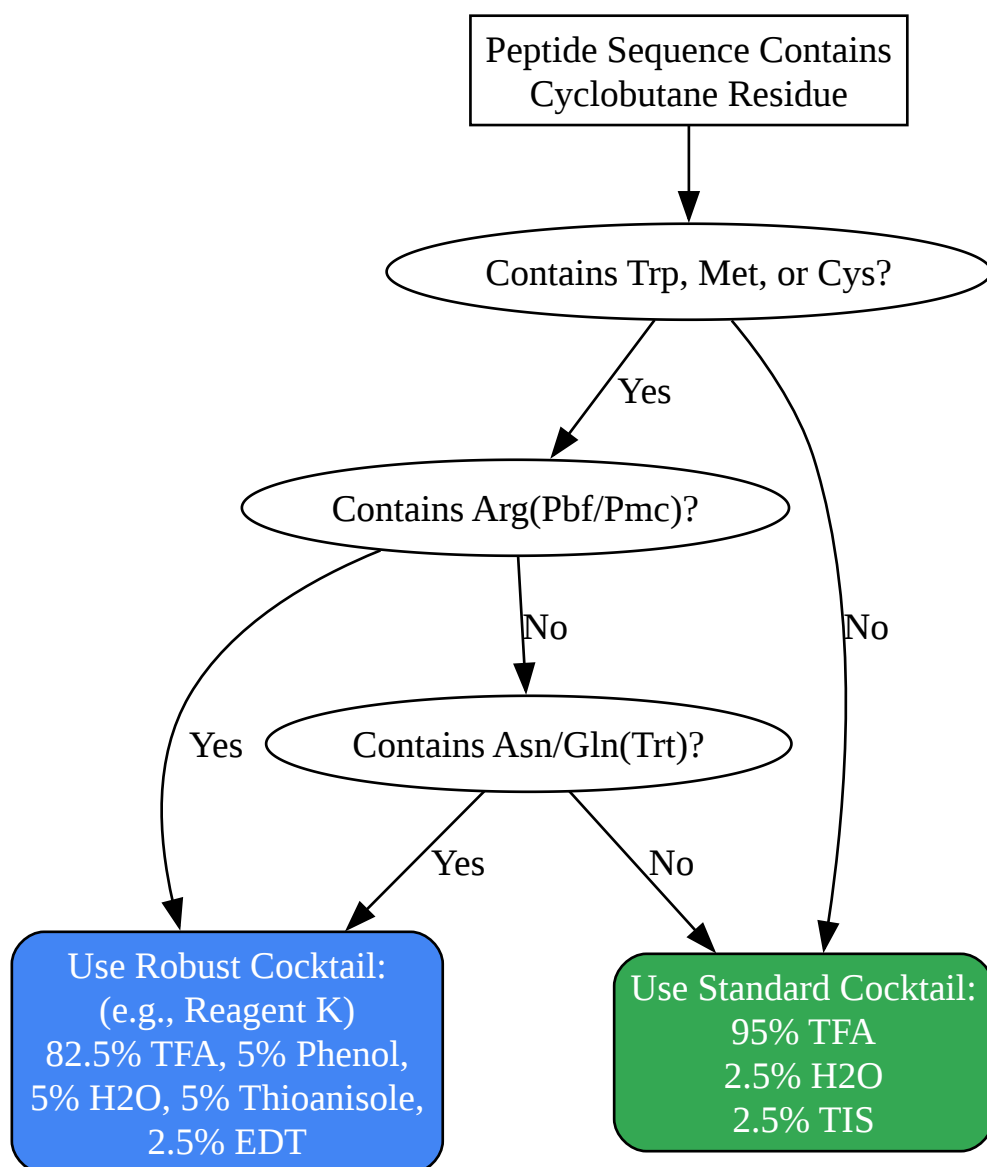 Peptide Sequence Contains
Cyclobutane Residue
Contains Trp, Met, or Cys?
Yes
Contains Arg(Pbf/Pmc)?
No
No
Yes
Contains Asn/Gln(Trt)?
Yes
No
Use Robust Cocktail:
(e.g., Reagent K)
82.5% TFA, 5% Phenol,
5% H2O, 5% Thioanisole,
2.5% EDT
Use Standard Cocktail:
95% TFA
2.5% H2O
2.5% TIS